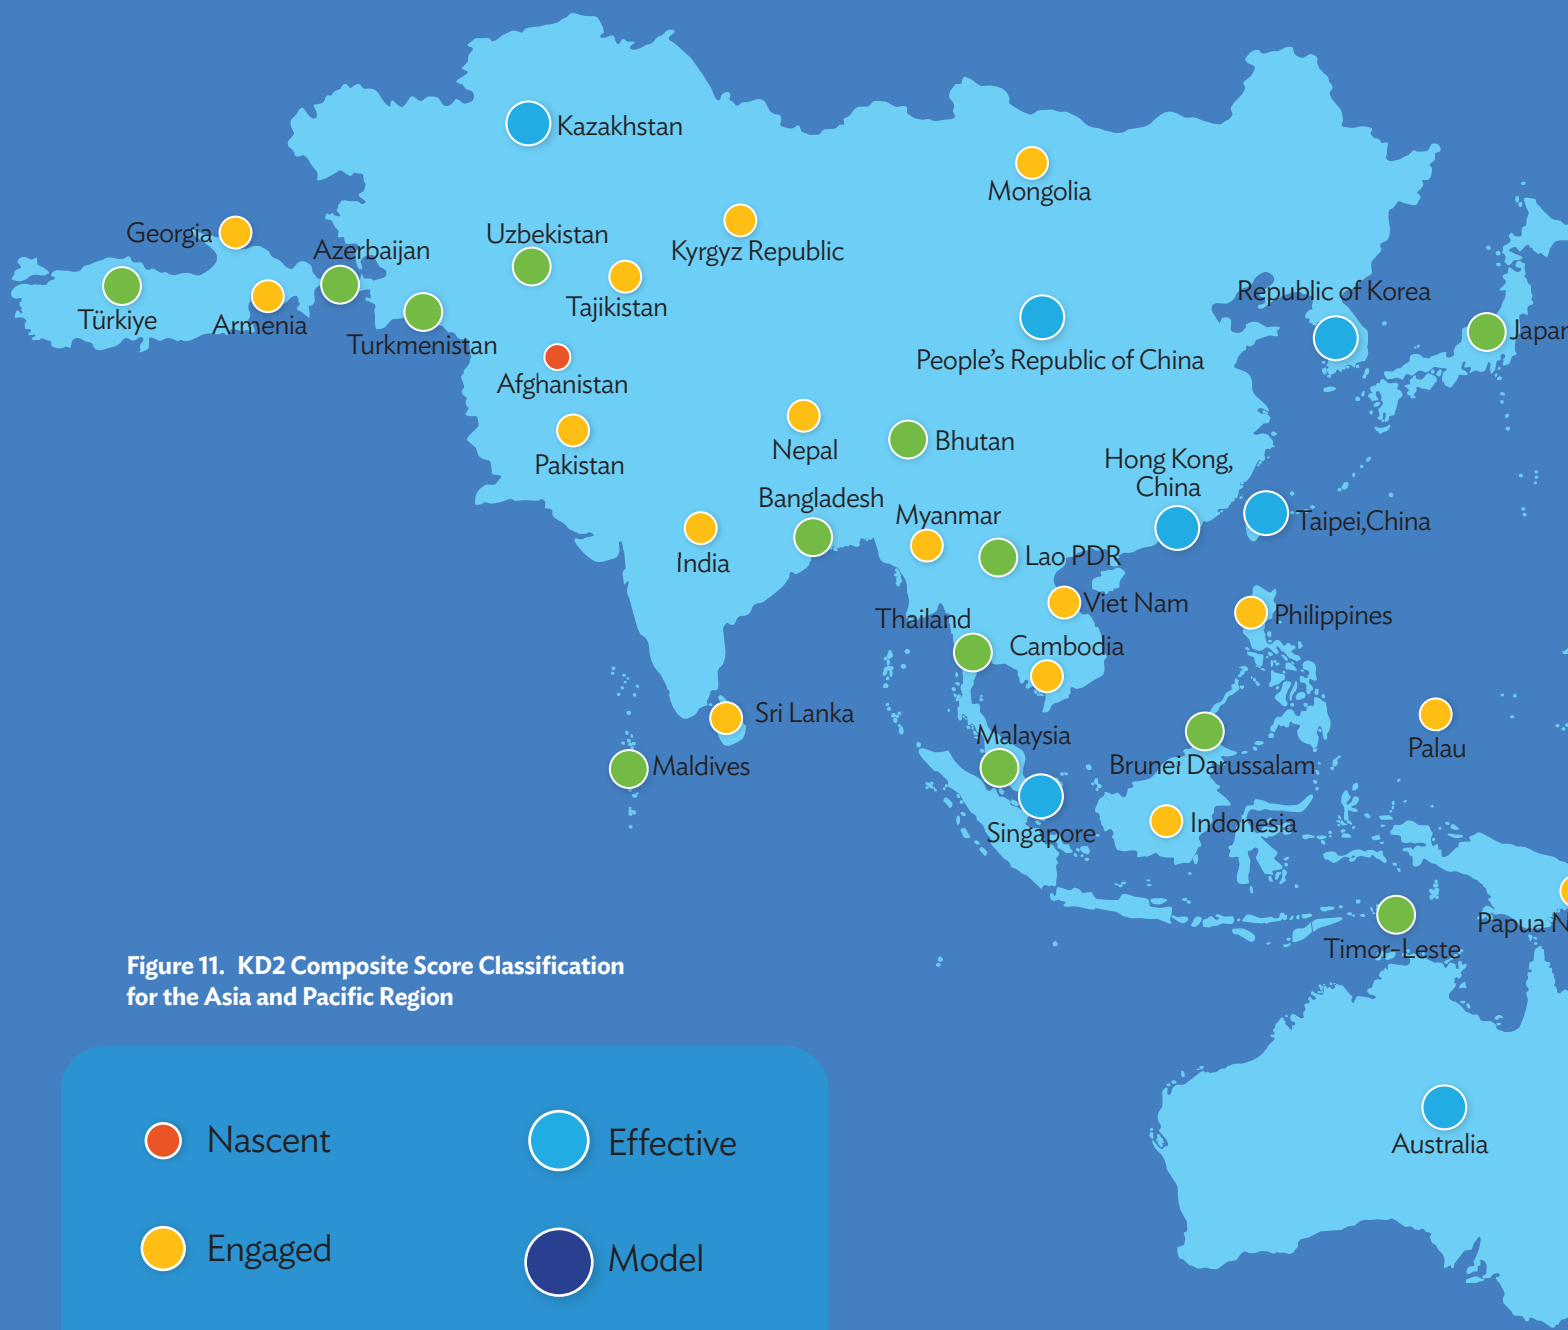 Kazakhstan
Mongolia
Georgia
Azerbaijan
Uzbekistan
Kyrgyz Republic
Türkiye
Armenia
Turkmenistan
Tajikistan
Republic of Korea
Japan
People's Republic of China
Afghanistan
Pakistan
Nepal
Bhutan
Hong Kong,
China
Taipei,China
Bangladesh
Myanmar
India
Lao PDR
Viet Nam
Philippines
Thailand
Cambodia
Sri Lanka
Malaysia
Palau
Maldives
Brunei Darussalam
Singapore
Indonesia
Papua N
Timor-Leste
Figure 11. KD2 Composite Score Classification
for the Asia and Pacific Region
Australia
Nascent
Effective
Engaged
Model